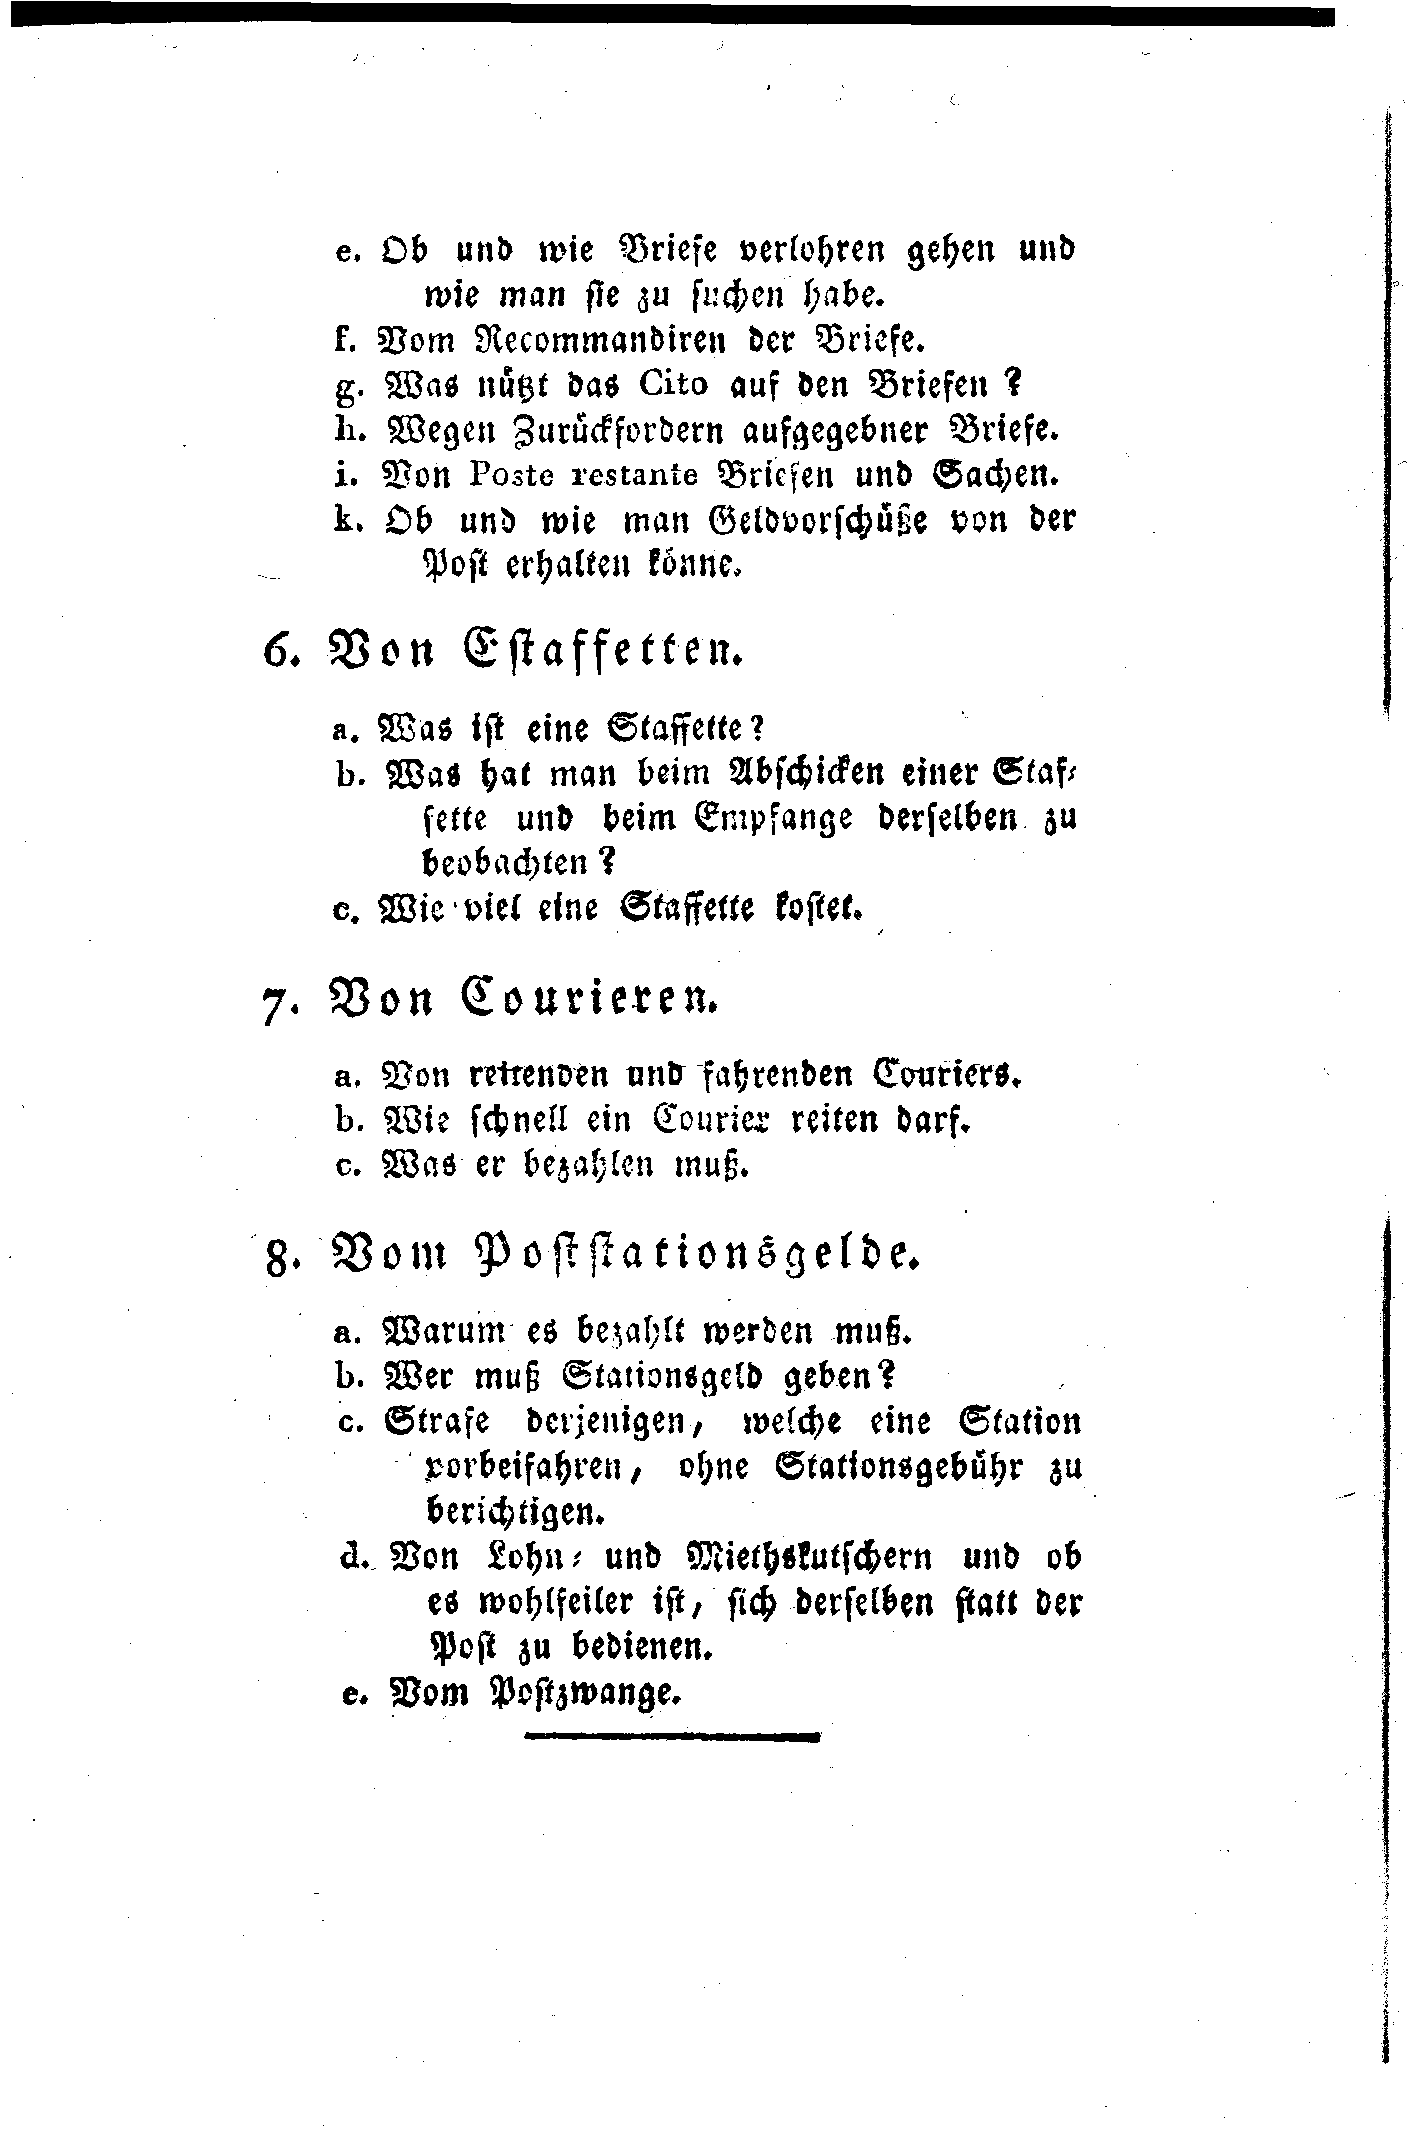 e. Ob und wie Briefe verlohren gehen und
wie man sie zu suchen habe.
f. Vom Recommandiren der Briefe.
g. Was nützt das Cito auf den Briefen?
h. Wegen Zurückfordern aufgegebner Briefe.
i. Von Poste restante Briefen und Sachen.
k. Ob und wie man Geldvorschüße von der
Post erhalten könne.
6. Von Estaffetten.
a. Was ist eine Staffette?
b. Was hat man beim Abschicken einer Staf-
fette und beim Empfange derselben zu
beobachten?
c. Wie viel eine Staffette kostet.
7. Von Courieren.
a. Von reitenden und fahrenden Couriers.
b. Wie schnell ein Courier reiten darf.
c. Was er bezahlen muß.
8. Vom Poststationsgelde.
a. Warum es bezahlt werden muß.
b. Wer muß Stationsgeld geben?
c. Strafe derjenigen, welche eine Station
vorbeifahren, ohne Stationsgebühr zu
berichtigen.
d. Von Lohn- und Miethskutschern und ob
es wohlfeiler ist, sich derselben statt der
Post zu bedienen.
e. Vom Postzwange.